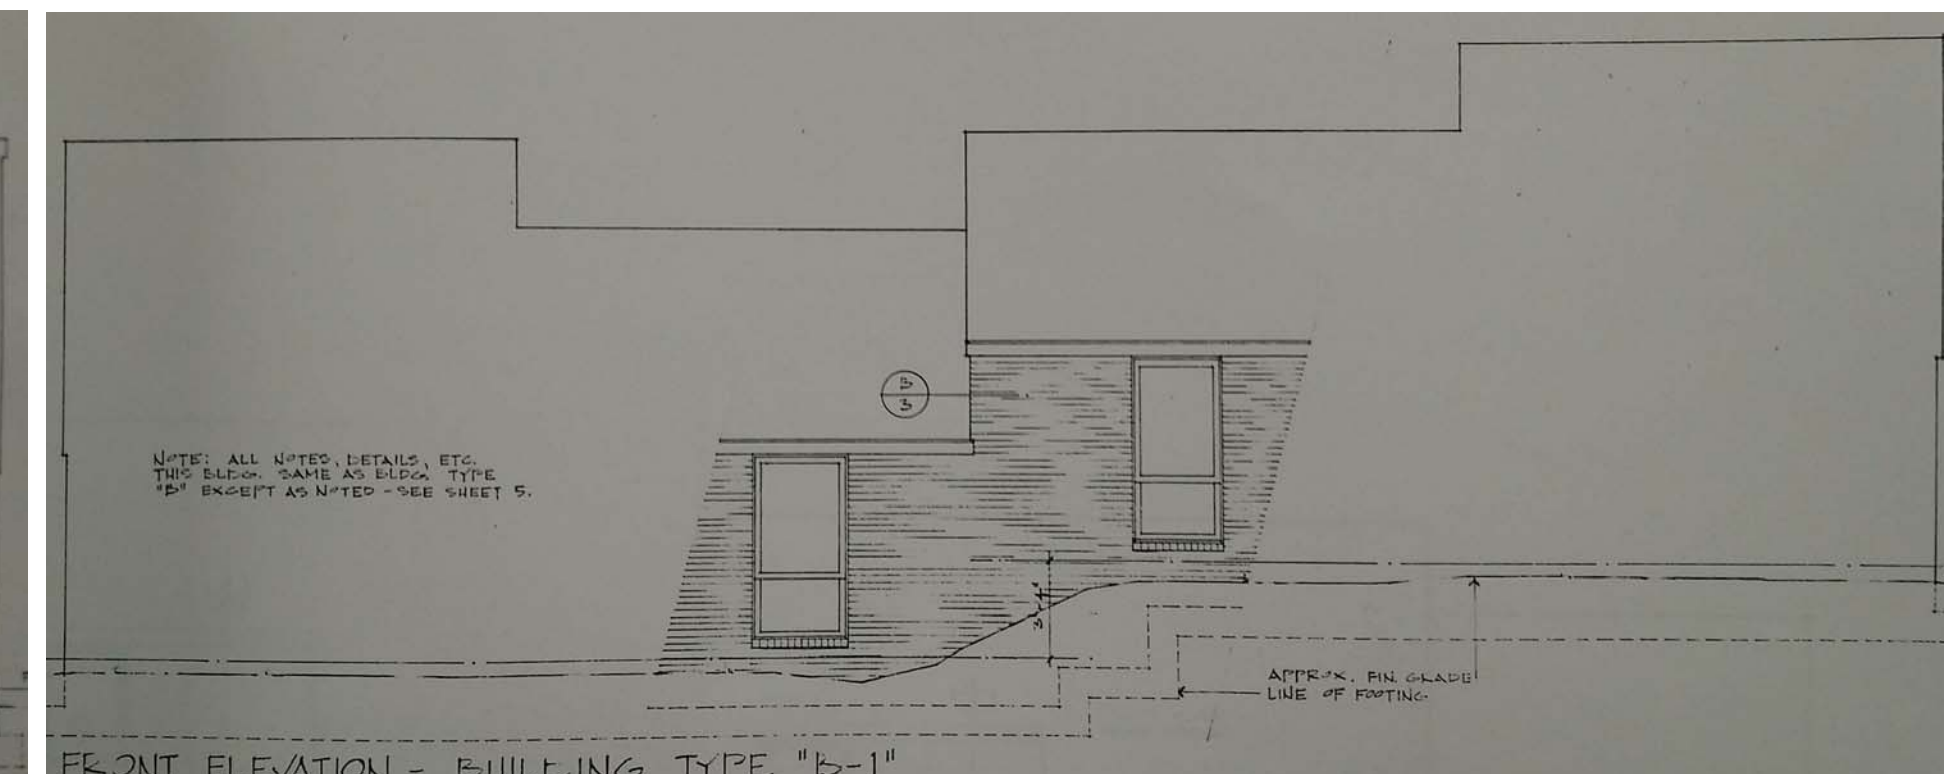 B
3
NOTE: ALL NOTES, DETAILS, ETC.
THIS BLDG. SAME AS BLDG. TYPE
"B" EXCEPT AS NOTED - SEE SHEET 5.
APPROX. FIN. GRADE
LINE OF FOOTING
FRONT ELEVATION - BUILDING TYPE "B-1"